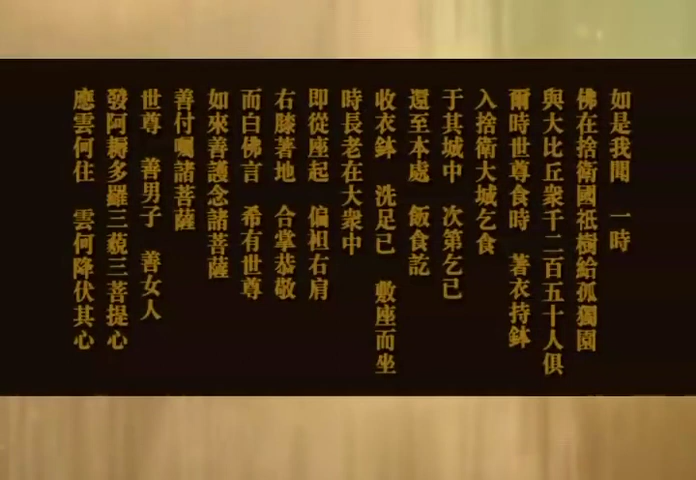 如是我聞 一時
佛在捨衛國祇樹給孤獨園
與大比丘衆千二百五十人俱
爾時世尊食時 著衣持鉢
入捨衛大城乞食
于其城中 次第乞已
還至本處 飯食訖
收衣鉢 洗足已 敷座而坐
時長老在大衆中
即從座起 偏袒右肩
右膝著地 合掌恭敬
而白佛言 希有世尊
如來善護念諸菩薩
善付囑諸菩薩
世尊 善男子 善女人
發阿耨多羅三藐三菩提心
應雲何住 雲何降伏其心